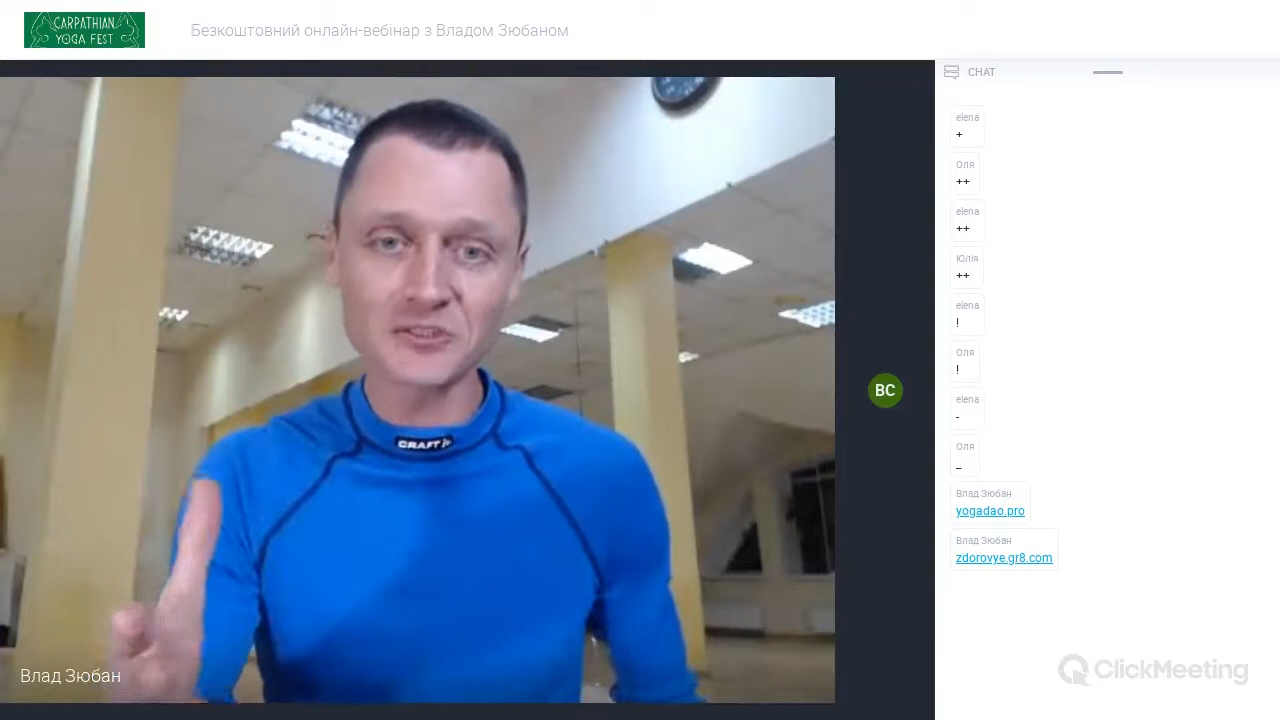 CARPATHIAN
YOGA FEST
Безкоштовний онлайн-вебінар з Владом Зюбаном
CHAT
elena
+
Оля
++
elena
++
Юлія
++
elena
!
Оля
!
elena
-
Оля
_
Влад Зюбан
yogadao.pro
Влад Зюбан
zdorovye.gr8.com
CRAFT
ВС
Влад Зюбан
ClickMeeting